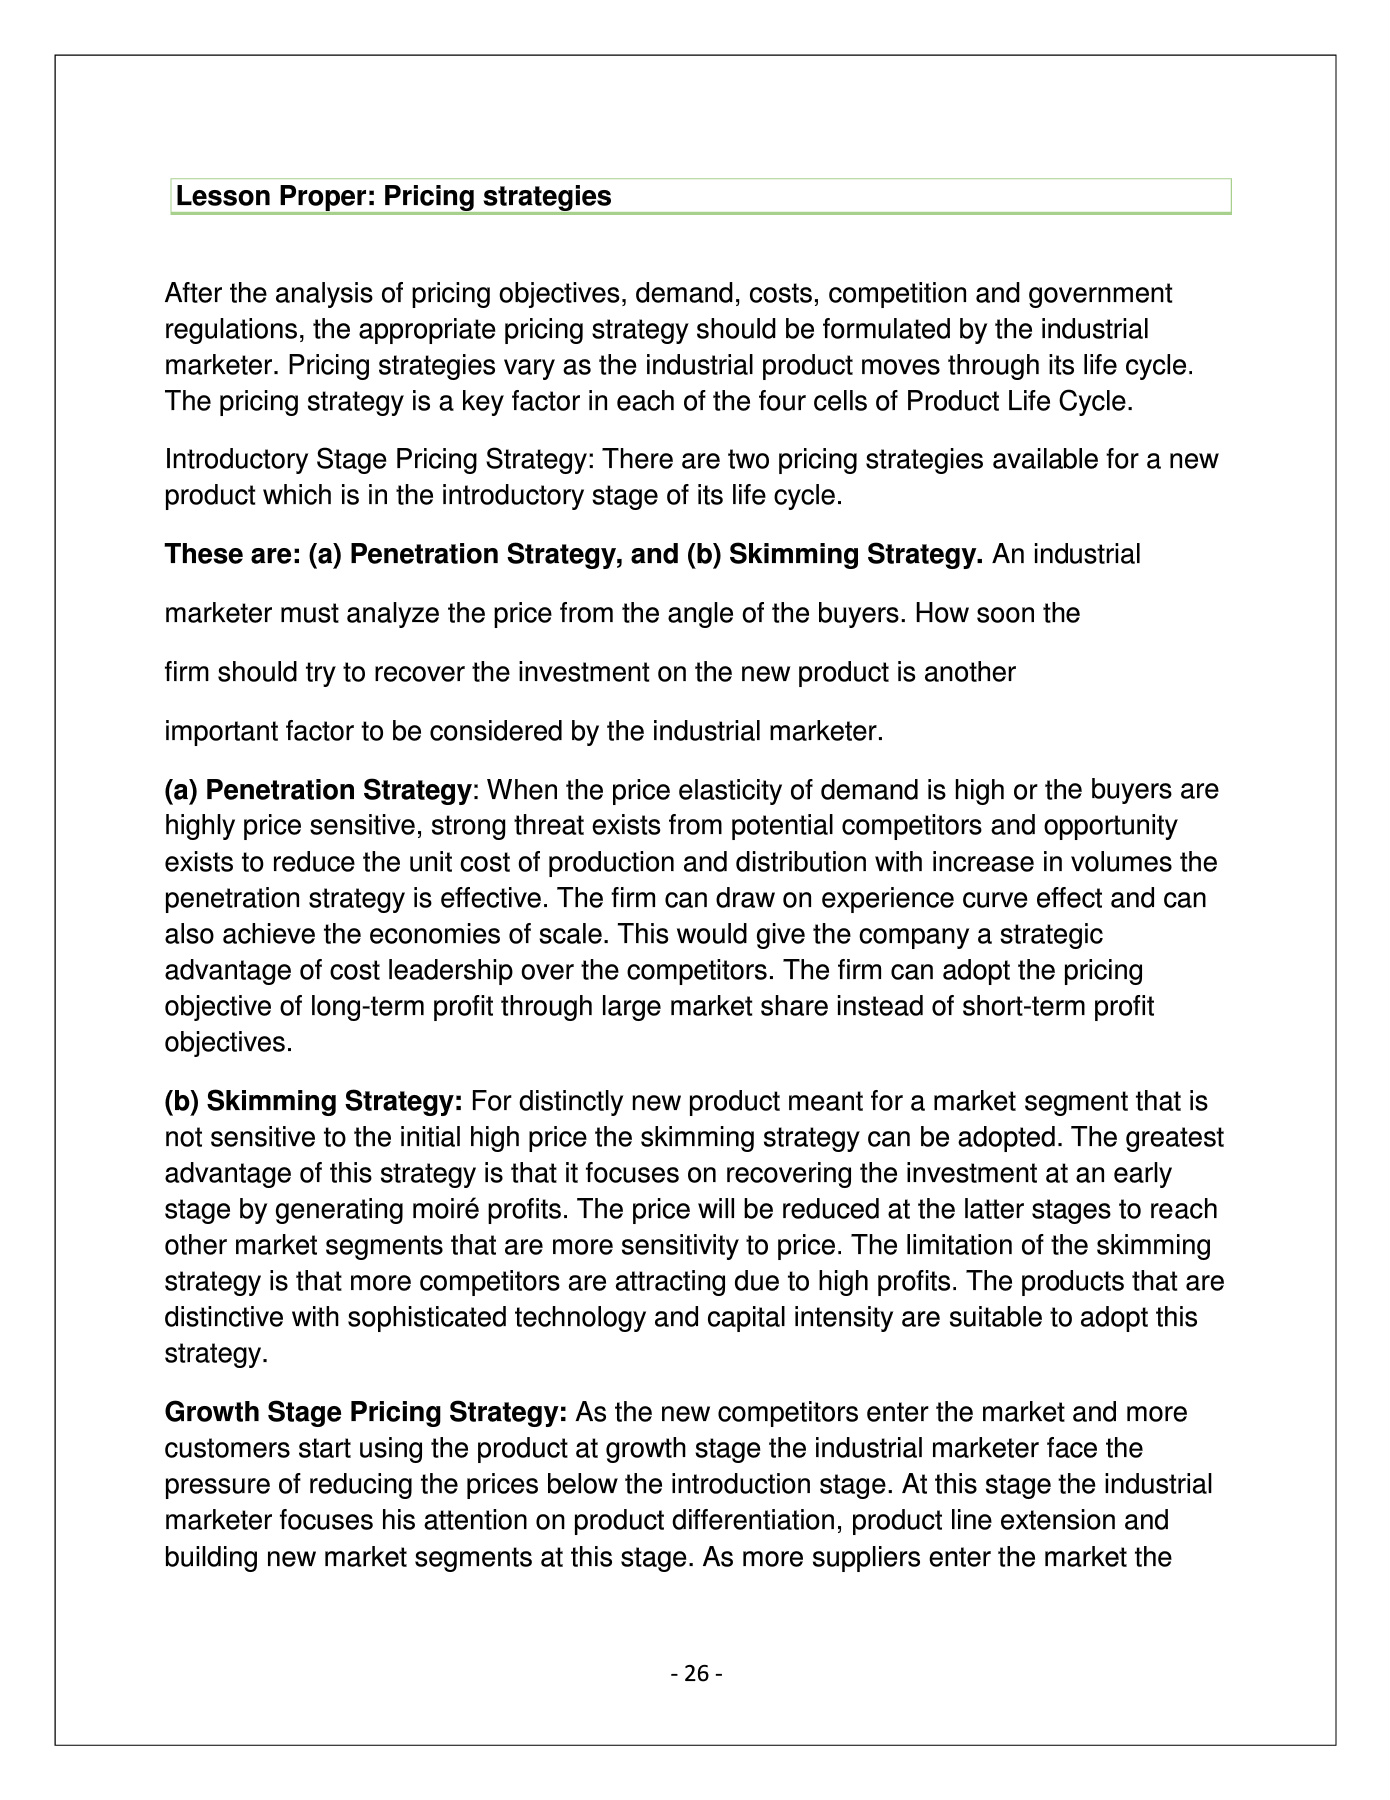 Lesson Proper: Pricing strategies
After the analysis of pricing objectives, demand, costs, competition and government
regulations, the appropriate pricing strategy should be formulated by the industrial
marketer. Pricing strategies vary as the industrial product moves through its life cycle.
The pricing strategy is a key factor in each of the four cells of Product Life Cycle.
Introductory Stage Pricing Strategy: There are two pricing strategies available for a new
product which is in the introductory stage of its life cycle.
These are: (a) Penetration Strategy, and (b) Skimming Strategy. An industrial
marketer must analyze the price from the angle of the buyers. How soon the
firm should try to recover the investment on the new product is another
important factor to be considered by the industrial marketer.
(a) Penetration Strategy: When the price elasticity of demand is high or the buyers are
highly price sensitive, strong threat exists from potential competitors and opportunity
exists to reduce the unit cost of production and distribution with increase in volumes the
penetration strategy is effective. The firm can draw on experience curve effect and can
also achieve the economies of scale. This would give the company a strategic
advantage of cost leadership over the competitors. The firm can adopt the pricing
objective of long-term profit through large market share instead of short-term profit
objectives.
(b) Skimming Strategy: For distinctly new product meant for a market segment that is
not sensitive to the initial high price the skimming strategy can be adopted. The greatest
advantage of this strategy is that it focuses on recovering the investment at an early
stage by generating moiré profits. The price will be reduced at the latter stages to reach
other market segments that are more sensitivity to price. The limitation of the skimming
strategy is that more competitors are attracting due to high profits. The products that are
distinctive with sophisticated technology and capital intensity are suitable to adopt this
strategy.
Growth Stage Pricing Strategy: As the new competitors enter the market and more
customers start using the product at growth stage the industrial marketer face the
pressure of reducing the prices below the introduction stage. At this stage the industrial
marketer focuses his attention on product differentiation, product line extension and
building new market segments at this stage. As more suppliers enter the market the
- 26 -